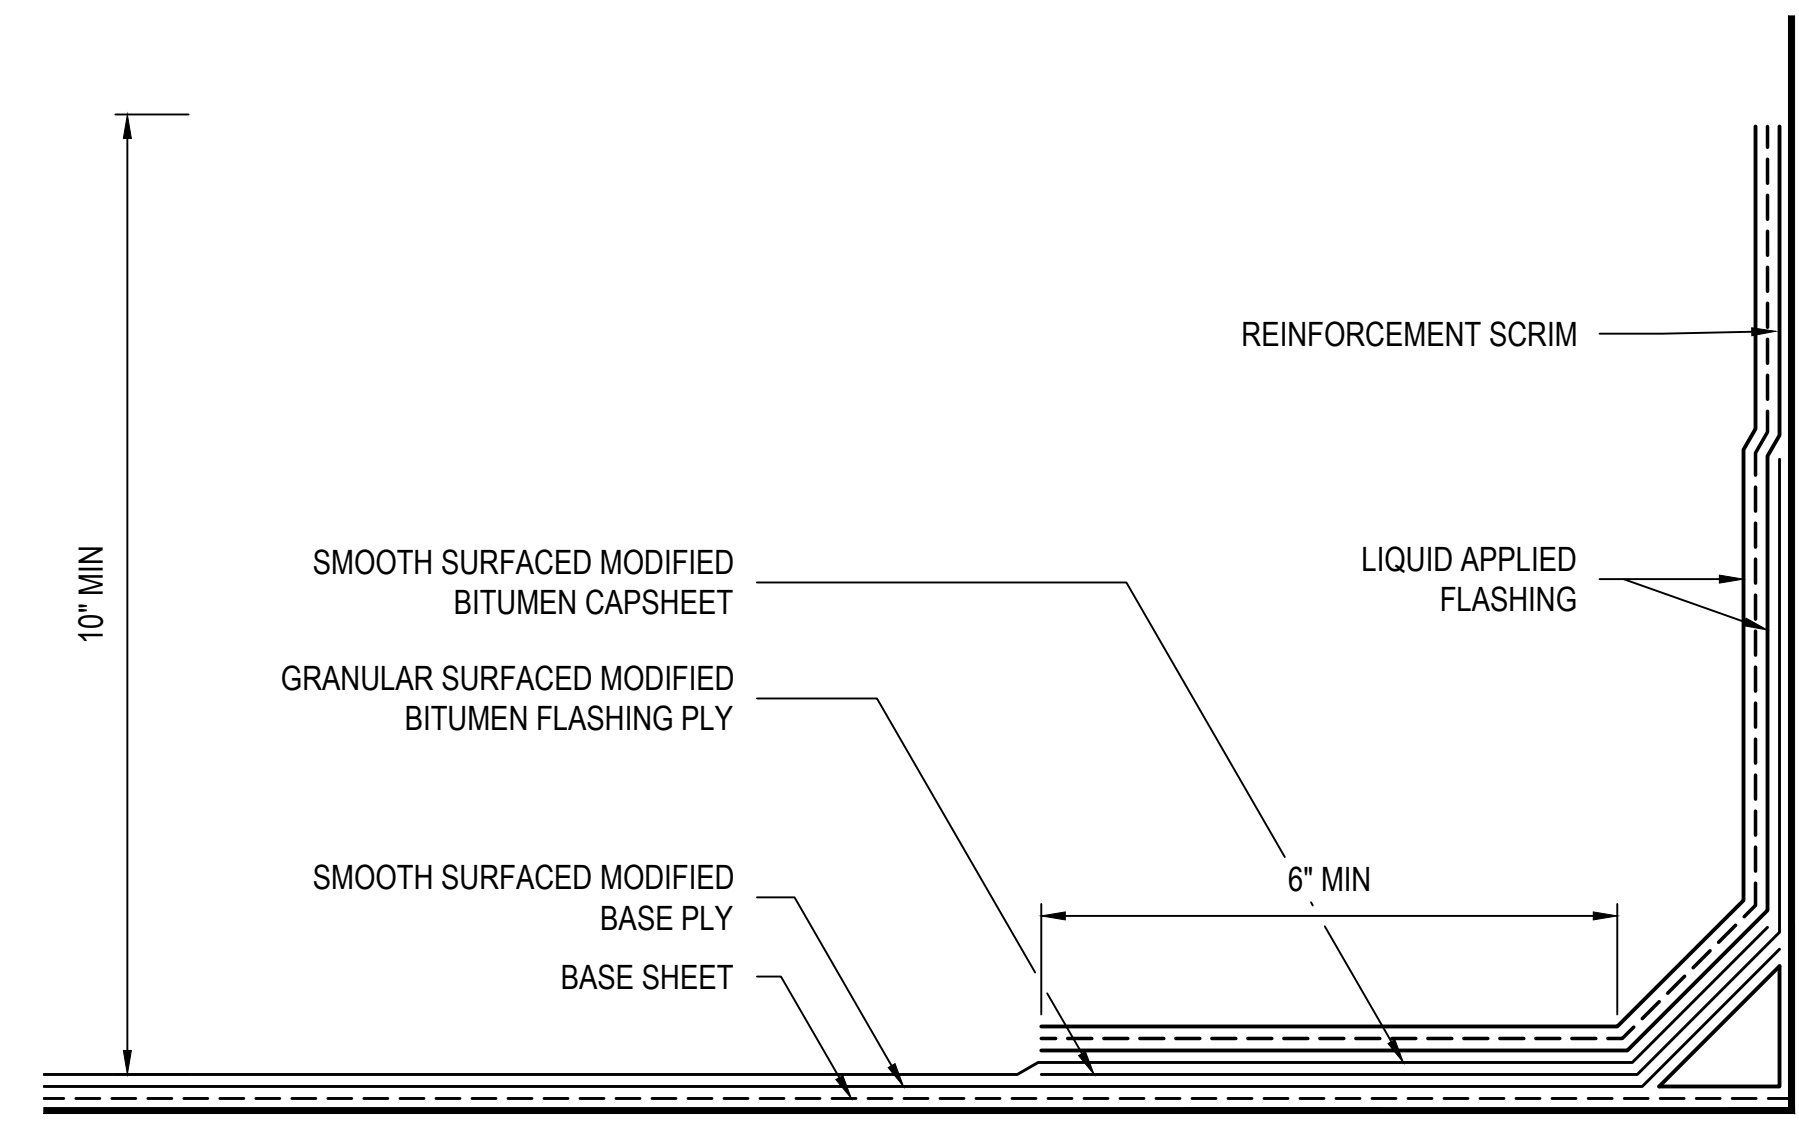 REINFORCEMENT SCRIM
10" MIN
SMOOTH SURFACED MODIFIED
BITUMEN CAPSHEET
LIQUID APPLIED
FLASHING
GRANULAR SURFACED MODIFIED
BITUMEN FLASHING PLY
SMOOTH SURFACED MODIFIED
BASE PLY
6" MIN
BASE SHEET